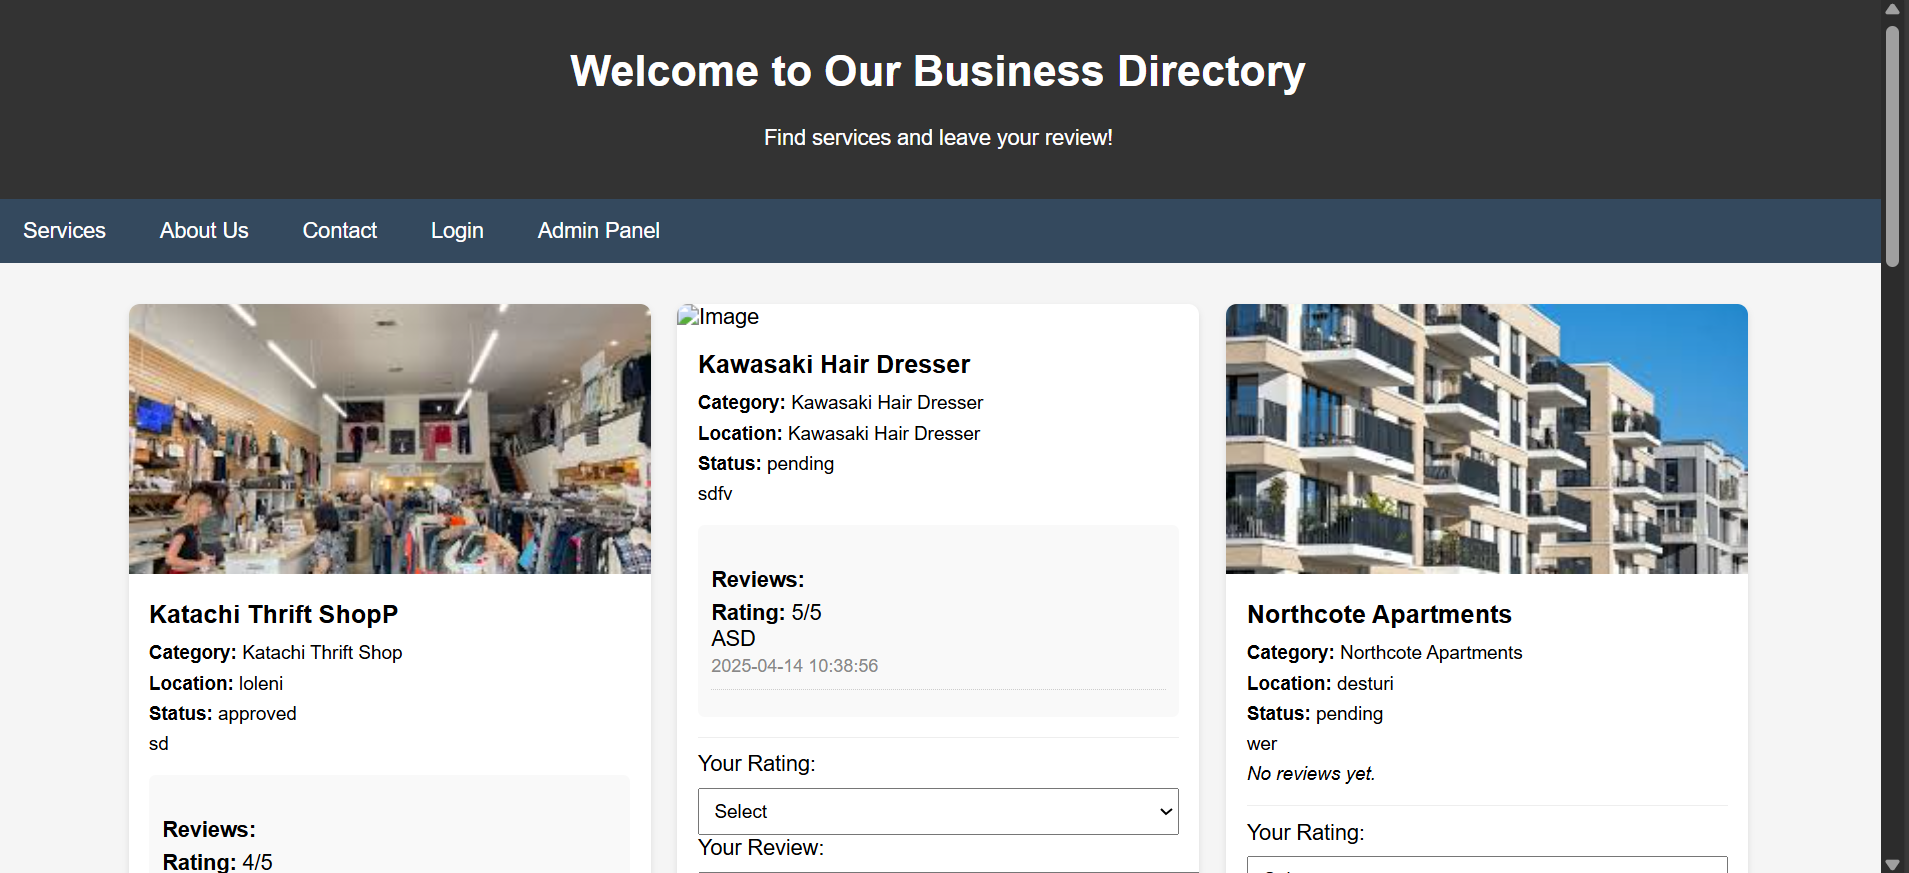 Welcome to Our Business Directory
Find services and leave your review!
Services About Us Contact Login Admin Panel
Katachi Thrift ShopP
Category: Katachi Thrift Shop
Location: loleni
Status: approved
sd
Reviews:
Rating: 4/5
Image
Kawasaki Hair Dresser
Category: Kawasaki Hair Dresser
Location: Kawasaki Hair Dresser
Status: pending
sdfv
Reviews:
Rating: 5/5
ASD
2025-04-14 10:38:56
Your Rating:
Select
Your Review:
Northcote Apartments
Category: Northcote Apartments
Location: desturi
Status: pending
wer
No reviews yet.
Your Rating: